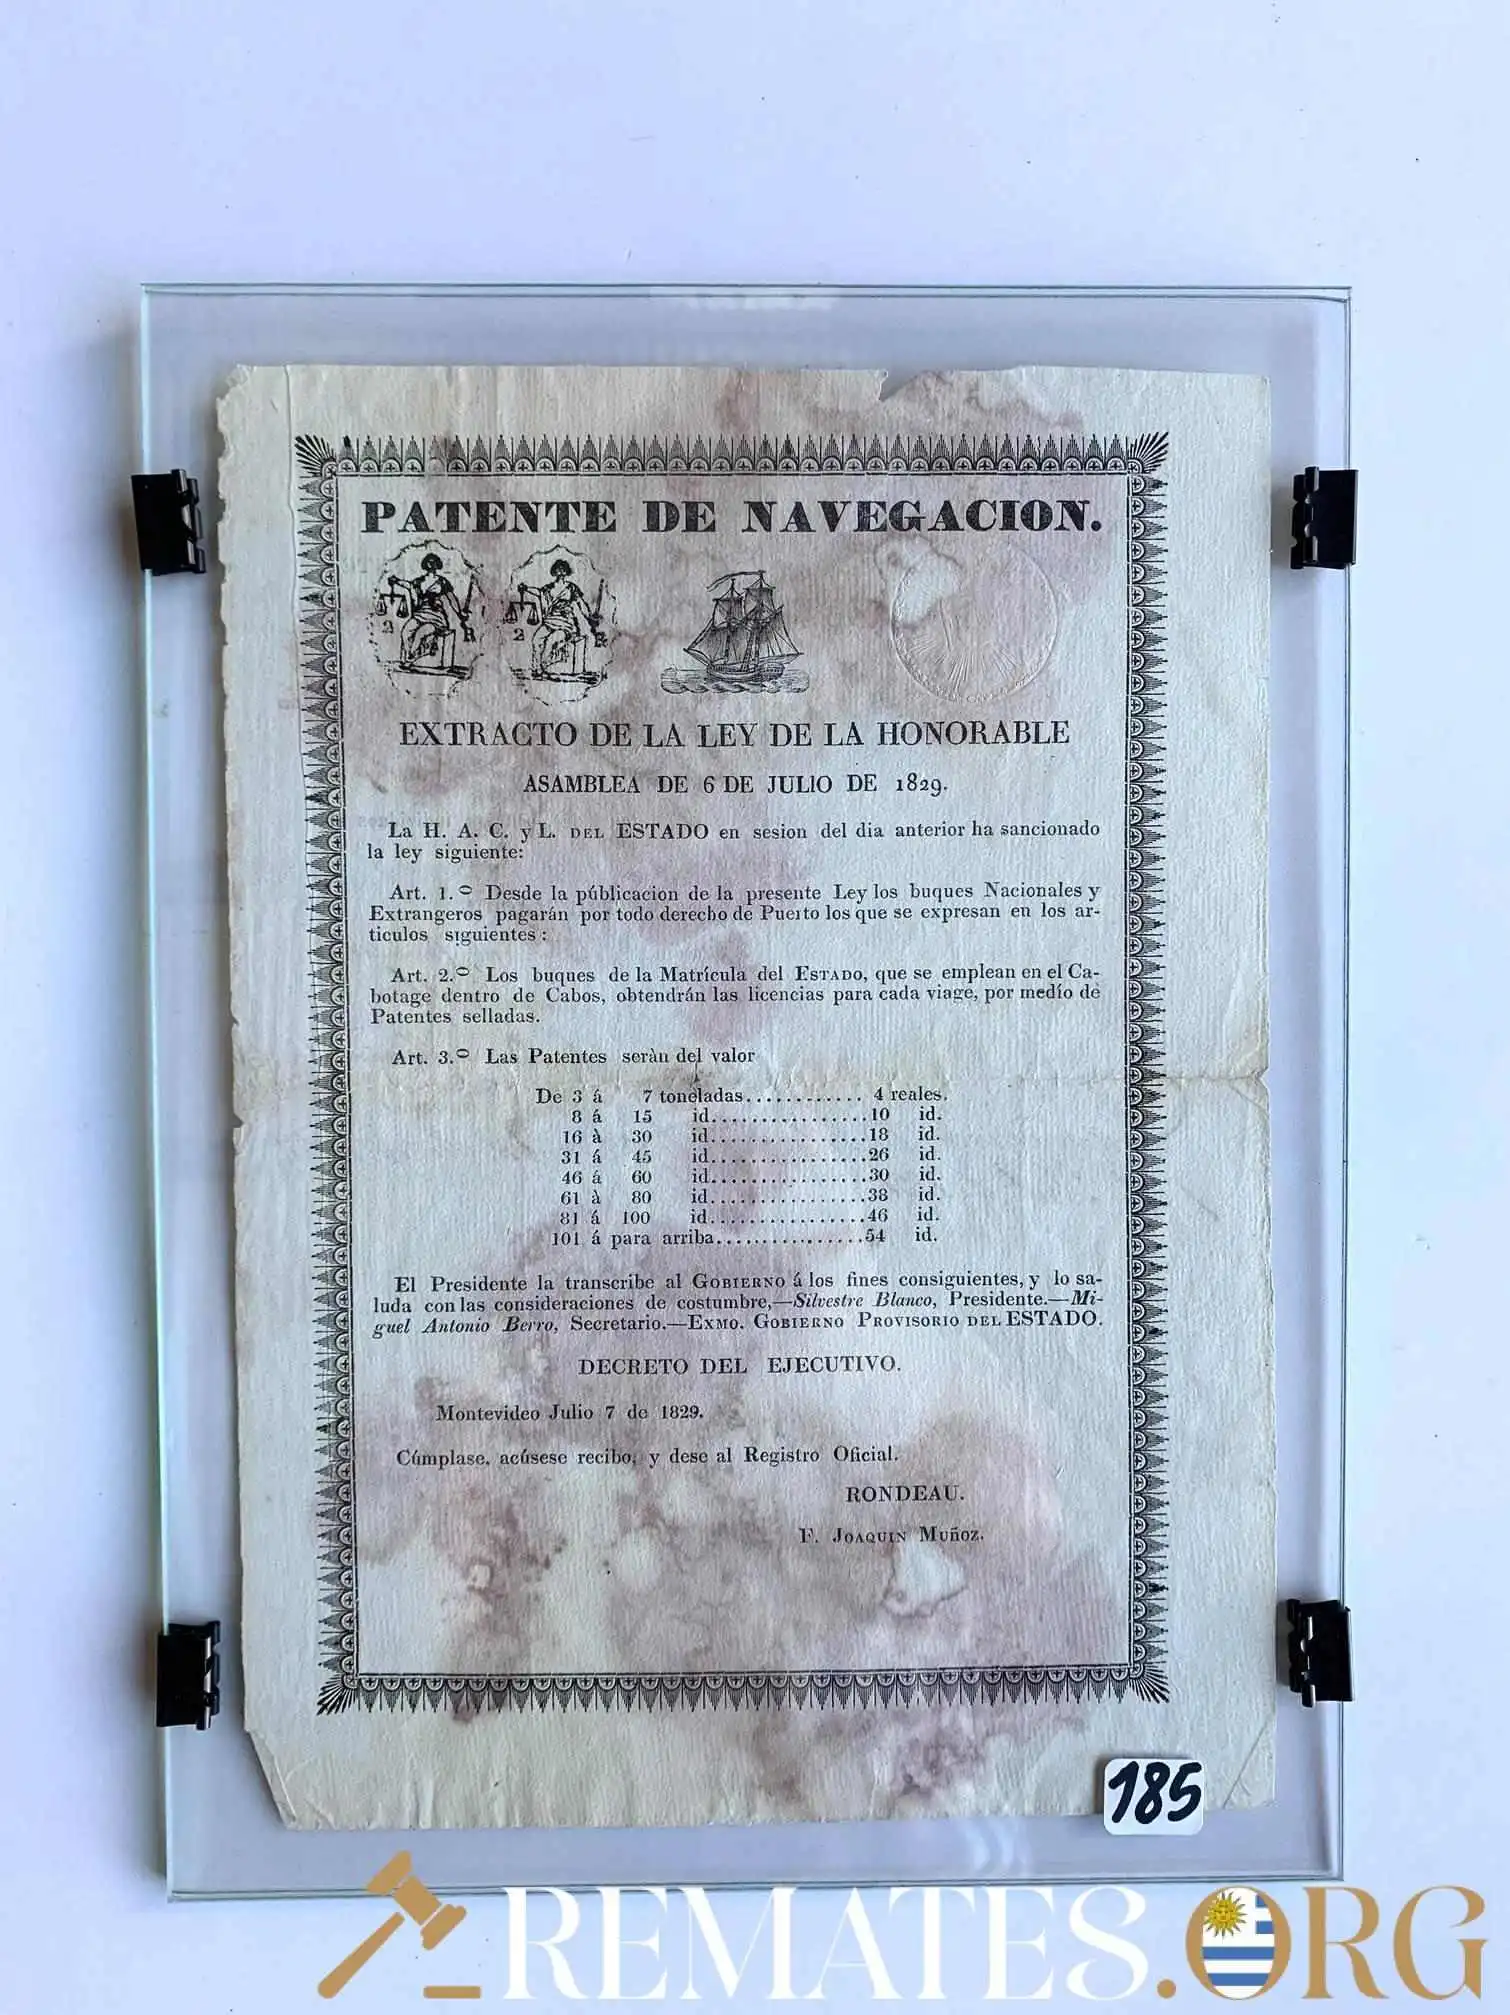 PATENTE DE NAVEGACION.
2 R
2 R
EXTRACTO DE LA LEY DE LA HONORABLE
ASAMBLEA DE 6 DE JULIO DE 1829.
La H. A. C. y L. DEL ESTADO en sesion del dia anterior ha sancionado
la ley siguiente:
Art. 1.º Desde la públicacion de la presente Ley los buques Nacionales y
Extrangeros pagarán por todo derecho de Puerto los que se expresan en los ar-
ticulos siguientes:
Art. 2.º Los buques de la Matrícula del ESTADO, que se emplean en el Ca-
botage dentro de Cabos, obtendrán las licencias para cada viage, por medío de
Patentes selladas.
Art. 3.º Las Patentes seràn del valor
De 3 á 7 toneladas............ 4 reales.
8 á 15 id................10 id.
16 à 30 id................18 id.
31 á 45 id................26 id.
46 á 60 id................30 id.
61 à 80 id................38 id.
81 á 100 id................46 id.
101 á para arriba...............54 id.
El Presidente la transcribe al GOBIERNO á los fines consiguientes, y lo sa-
luda con las consideraciones de costumbre,—Silvestre Blanco, Presidente.—Mi-
guel Antonio Berro, Secretario.—EXMO. GOBIERNO PROVISORIO DEL ESTADO.
DECRETO DEL EJECUTIVO.
Montevideo Julio 7 de 1829.
Cúmplase, acúsese recibo, y dese al Registro Oficial.
RONDEAU.
F. JOAQUIN MUÑOZ.
185
REMATES.ORG